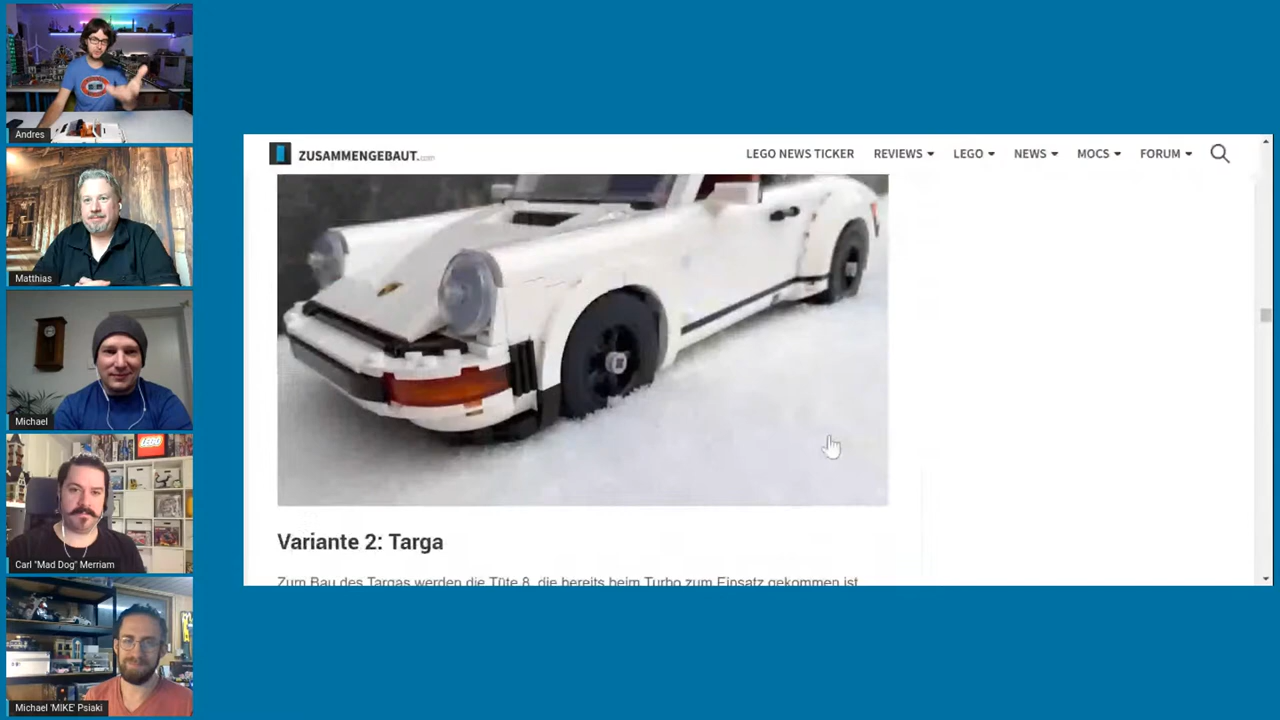 Andres
Matthias
Michael
LEGO
Carl "Mad Dog" Merriam
Michael 'MIKE' Psiaki
ZUSAMMENGEBAUT.com
LEGO NEWS TICKER REVIEWS LEGO NEWS MOCS FORUM
Variante 2: Targa
Zum Bau des Targas werden die Tüte 8, die bereits beim Turbo zum Einsatz gekommen ist